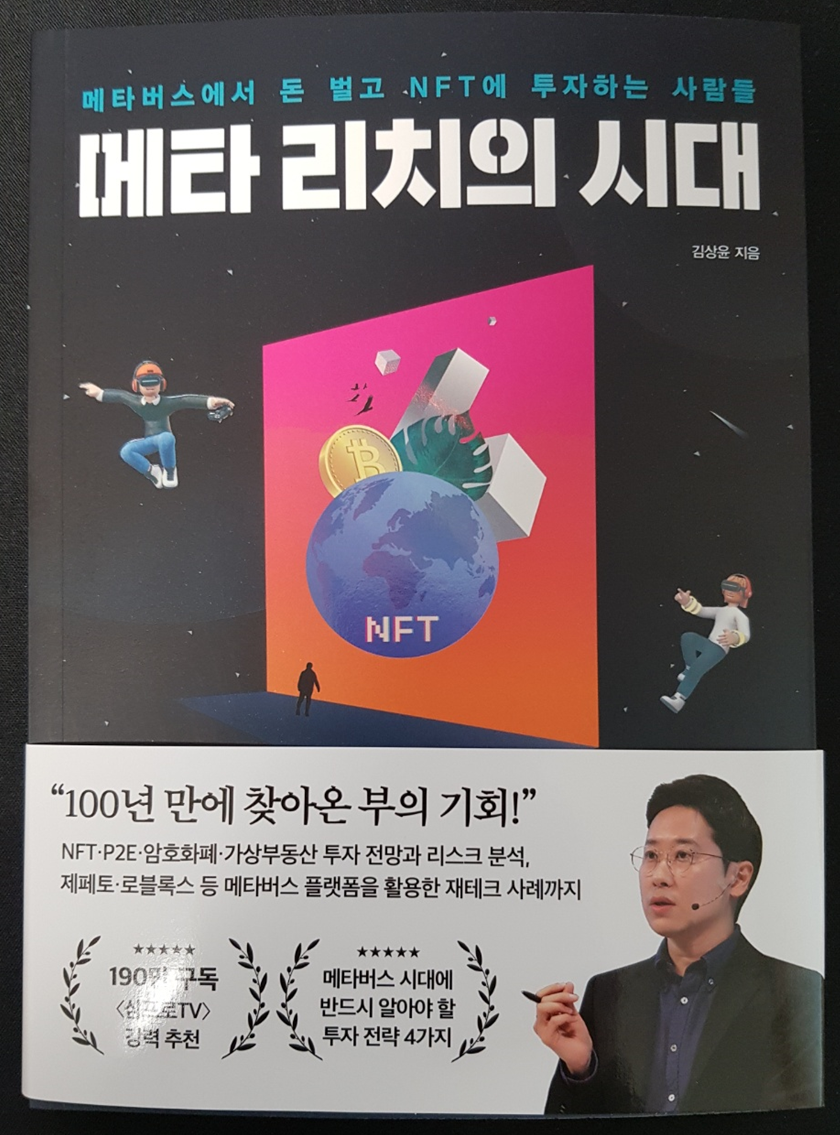 메타버스에서 돈 벌고 NFT에 투자하는 사람들
메타 리치의 시대
김상윤 지음
NFT
“100년 만에 찾아온 부의 기회!”
NFT·P2E·암호화폐·가상부동산 투자 전망과 리스크 분석,
제페토·로블록스 등 메타버스 플랫폼을 활용한 재테크 사례까지
★★★★★
190만 구독
〈삼프로TV〉
강력 추천
★★★★★
메타버스 시대에
반드시 알아야 할
투자 전략 4가지